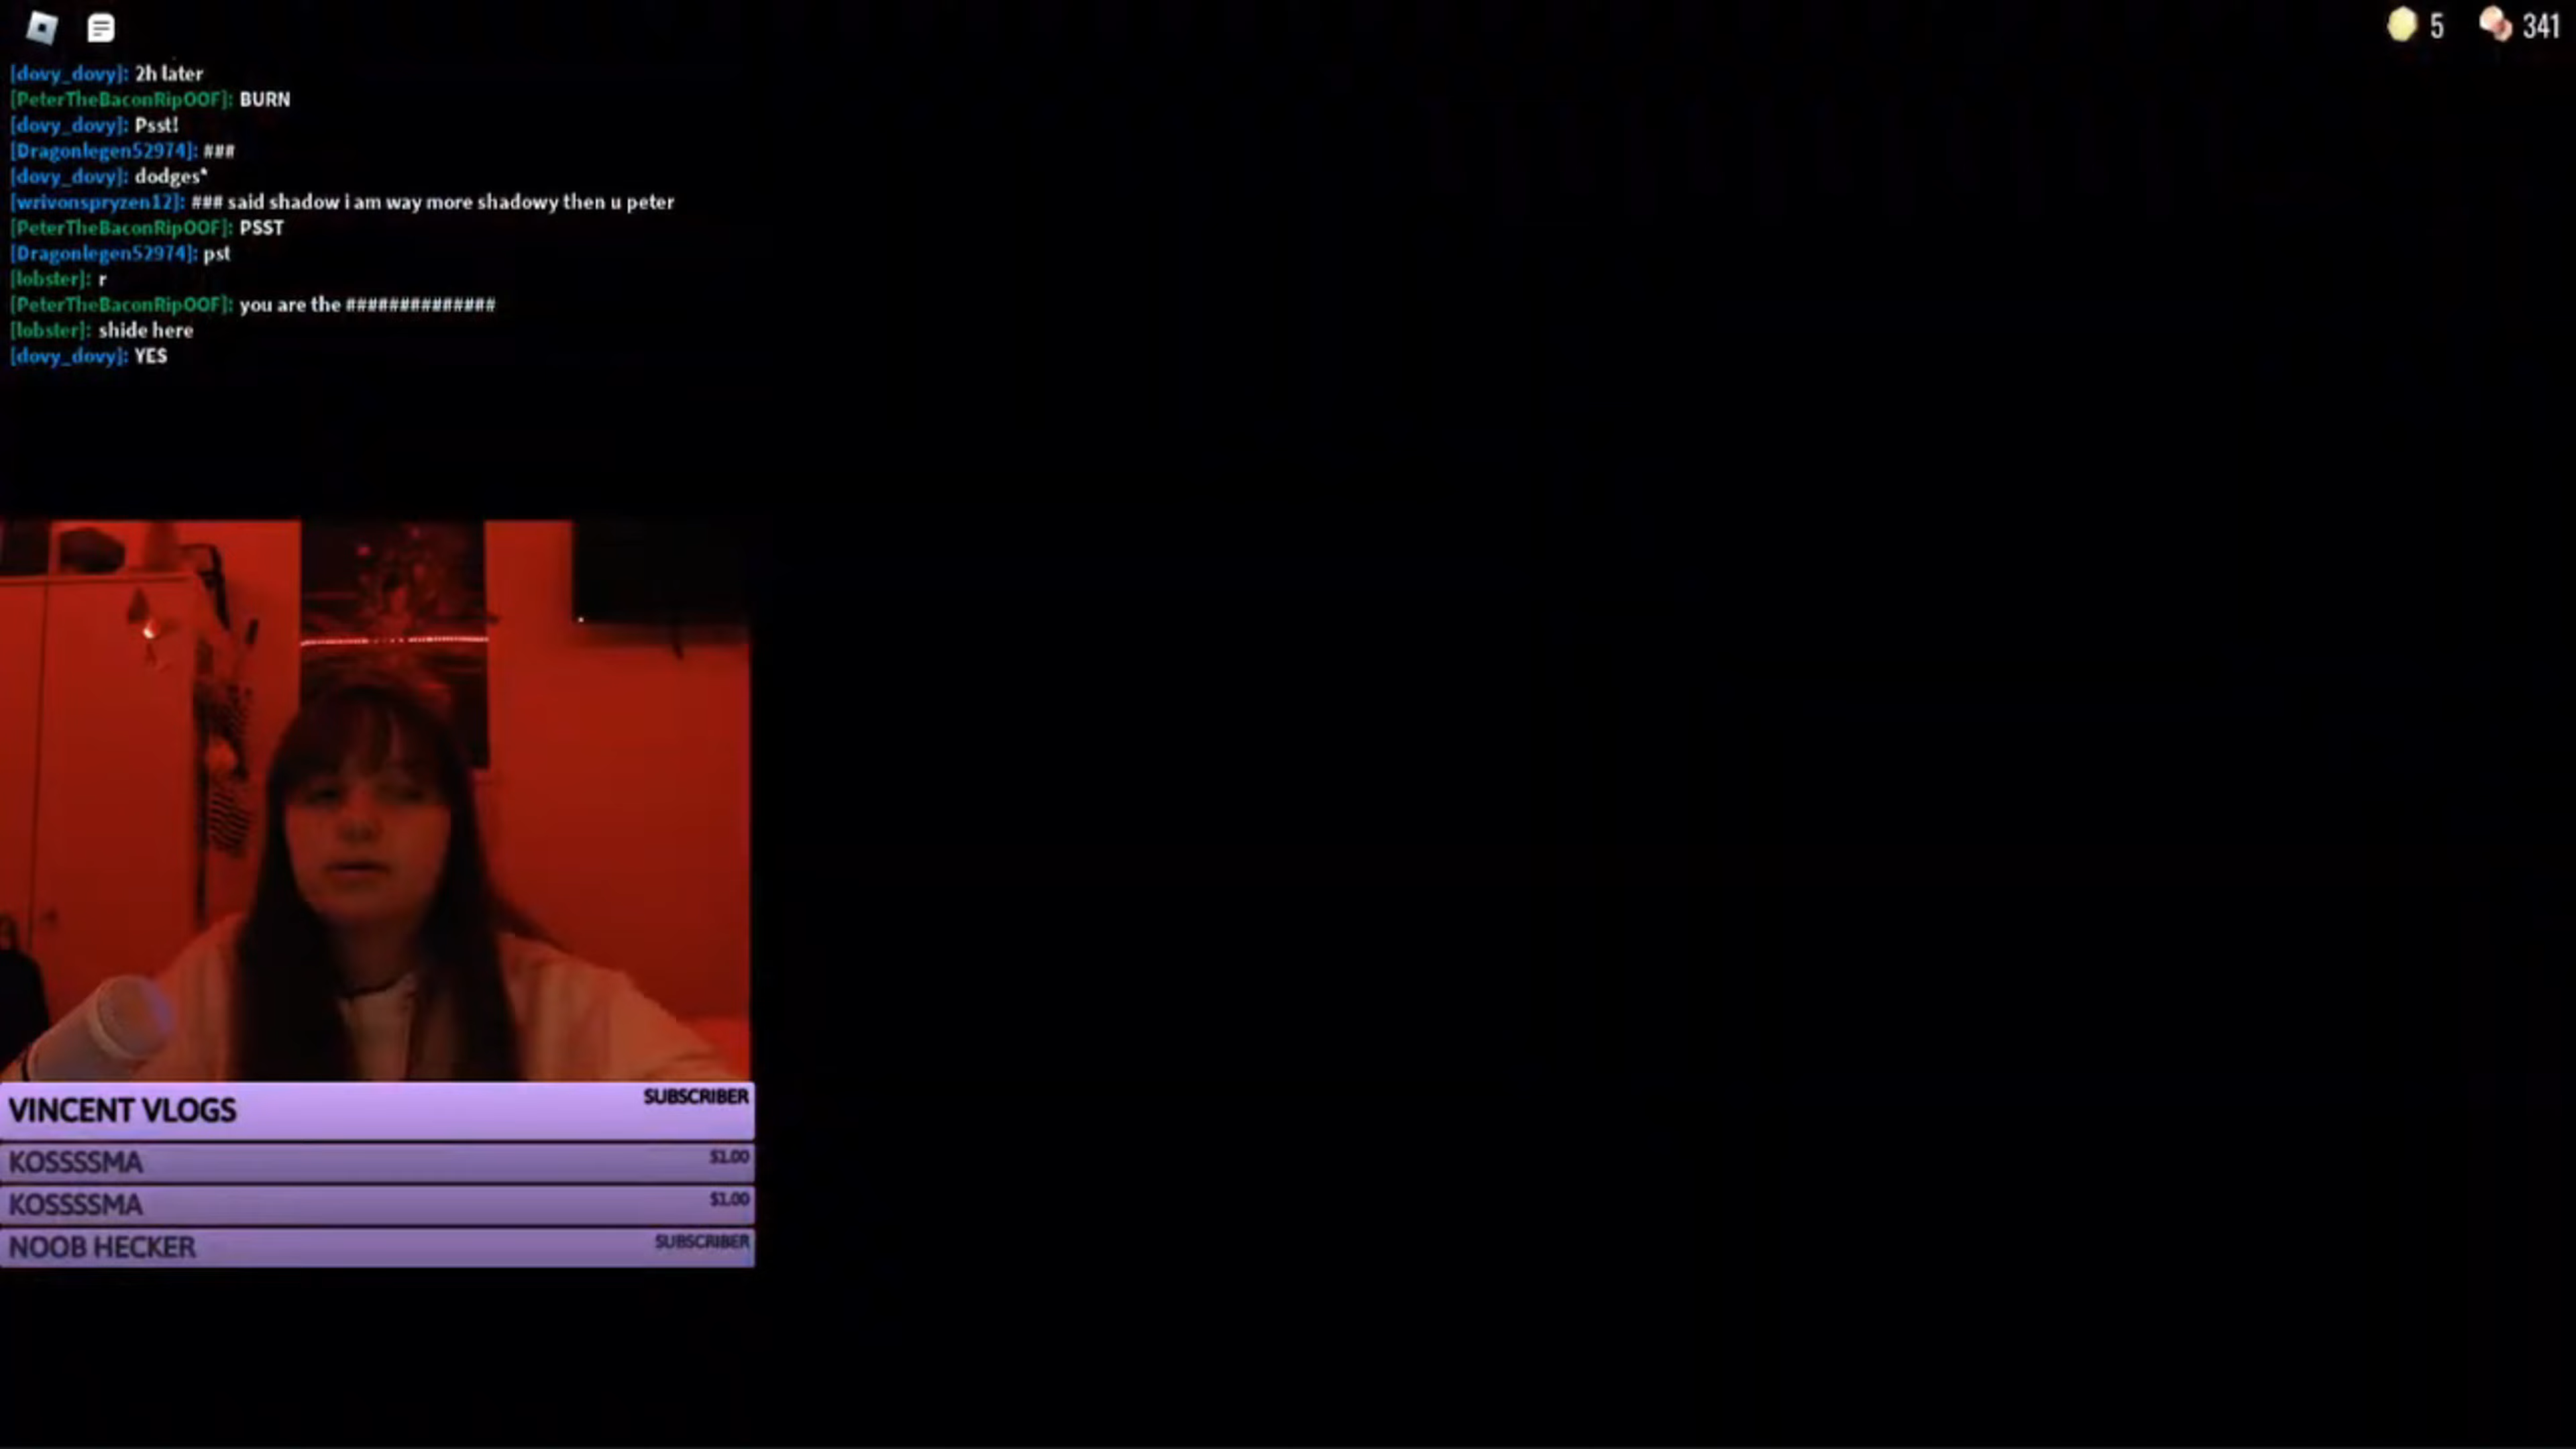 5
341
[dovy_dovy]: 2h later
[PeterTheBaconRipOOF]: BURN
[dovy_dovy]: Psst!
[Dragonlegen52974]: ###
[dovy_dovy]: dodges*
[wrivonspryzen12]: ### said shadow i am way more shadowy then u peter
[PeterTheBaconRipOOF]: PSST
[Dragonlegen52974]: pst
[lobster]: r
[PeterTheBaconRipOOF]: you are the ##############
[lobster]: shide here
[dovy_dovy]: YES
VINCENT VLOGS SUBSCRIBER
KOSSSSMA $1.00
KOSSSSMA $1.00
NOOB HECKER SUBSCRIBER